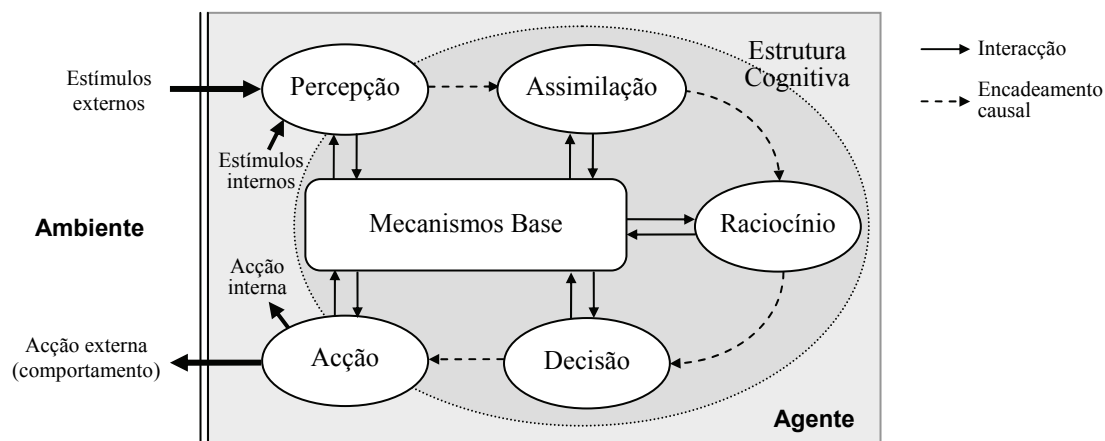 Estímulos
externos
Percepção
Assimilação
Estrutura
Cognitiva
Interacção
Encadeamento
causal
Estímulos
internos
Ambiente
Mecanismos Base
Raciocínio
Acção
interna
Acção externa
(comportamento)
Acção
Decisão
Agente